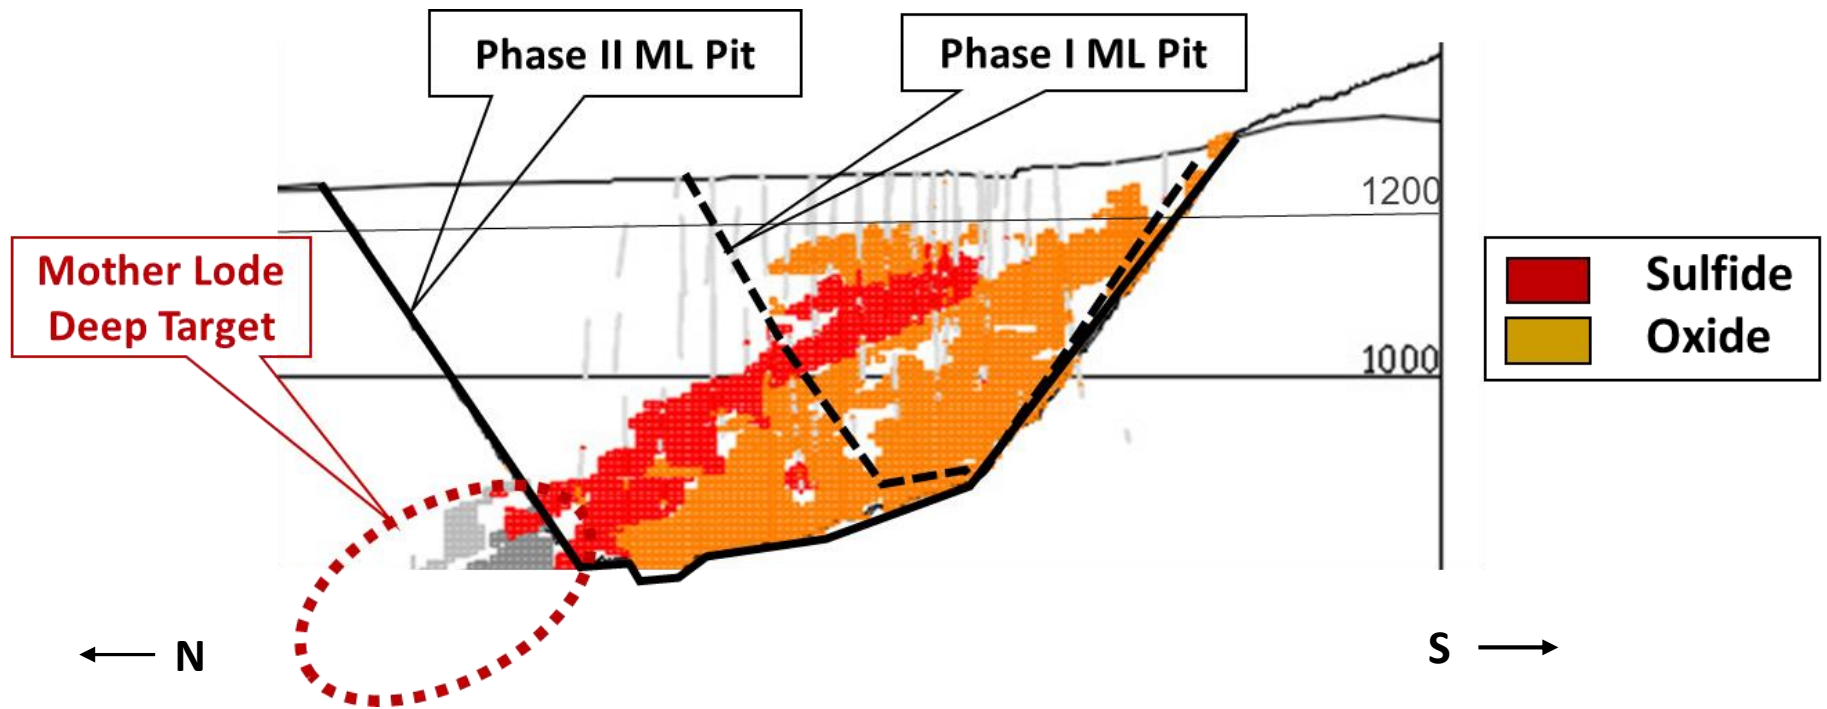 Phase II ML Pit
Phase I ML Pit
1200
Mother Lode
Deep Target
Sulfide
Oxide
1000
N
S